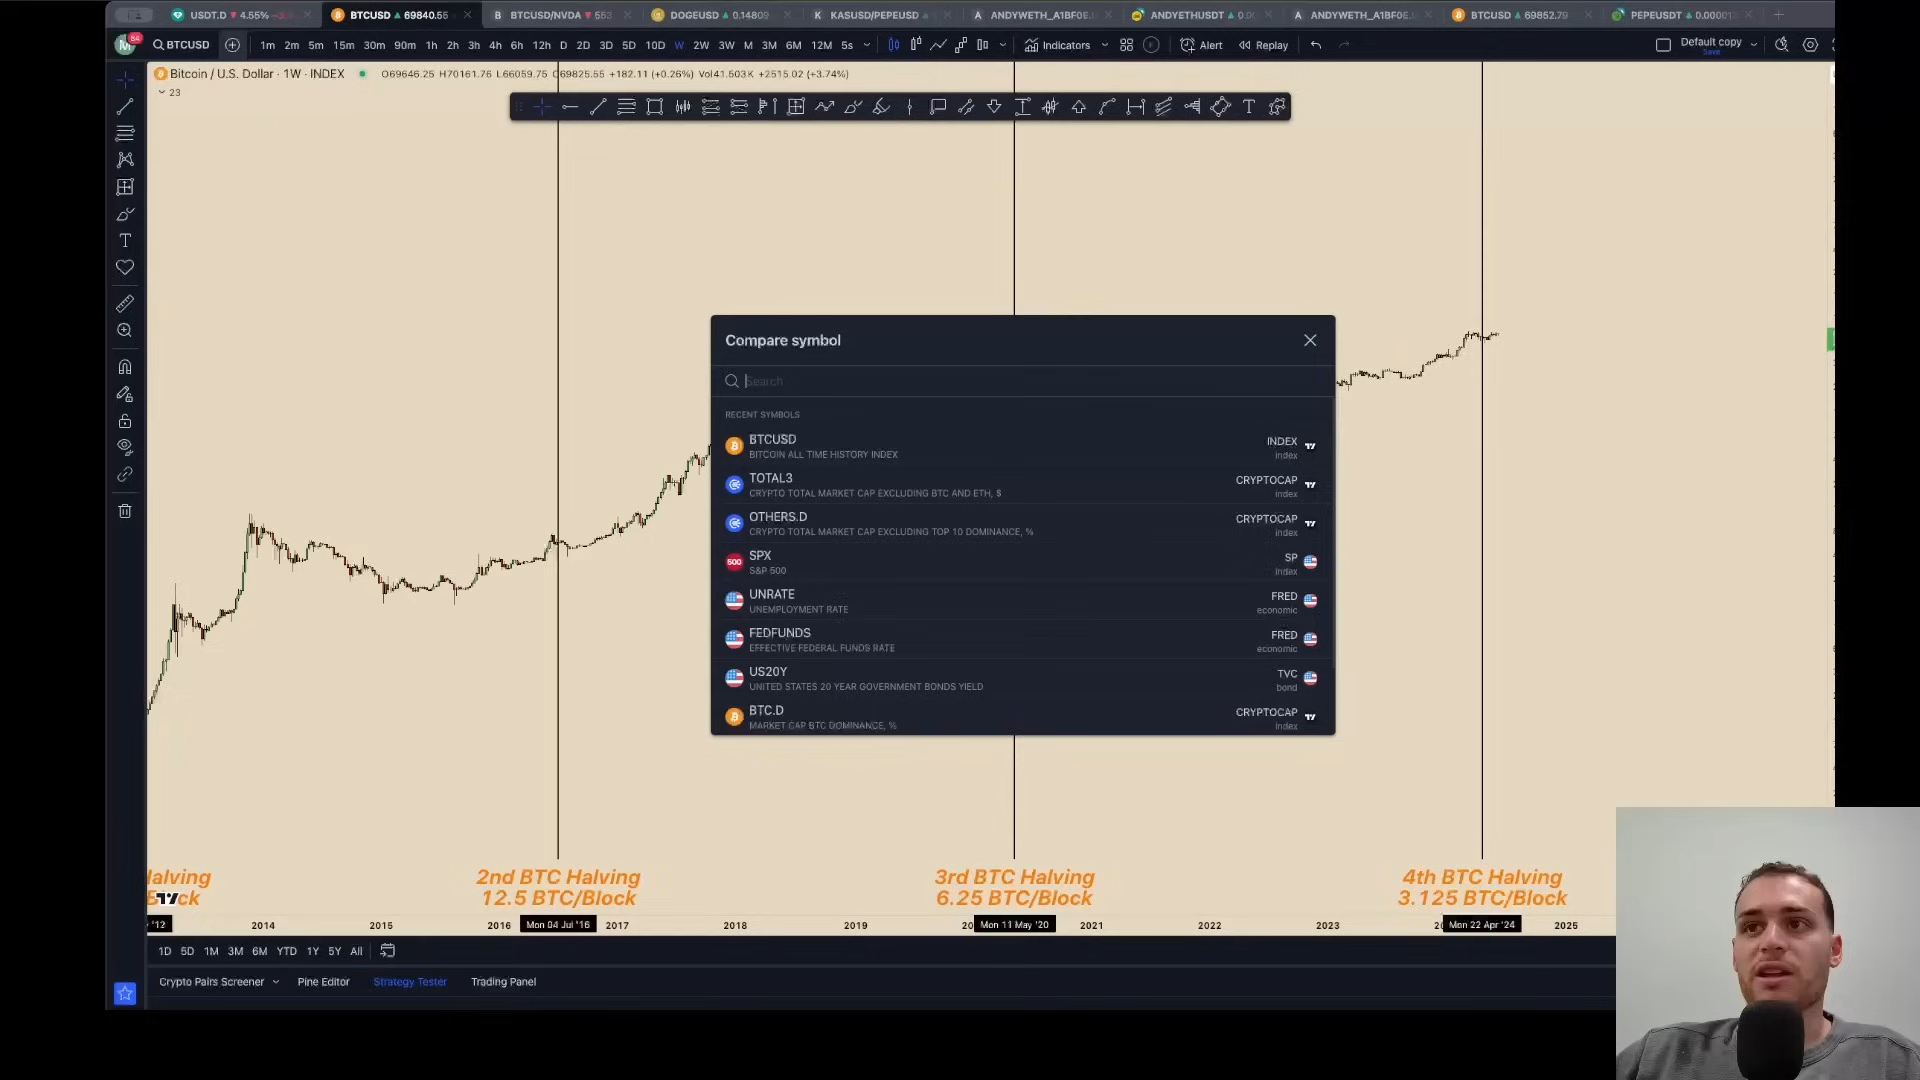 USDT.D 4.55%
BTCUSD 69840.55
BTCUSD/NVDA 553
DOGEUSD 0.14809
KASUSD/PEPEUSD
ANDYWETH_A1BF0E.
ANDYETHUSDT
ANDYWETH_A1BF0E.
BTCUSD 69852.79
PEPEUSDT
M 84 BTCUSD 1m 2m 5m 15m 30m 90m 1h 2h 3h 4h 6h 12h D 2D 3D 5D 10D W 2W 3W M 3M 6M 12M 5s Indicators Alert Replay Default copy
Save
Bitcoin / U.S. Dollar · 1W · INDEX O69646.25 H70161.76 L66059.75 C69825.55 +182.11 (+0.26%) Vol41.503K +2515.02 (+3.74%)
23
Compare symbol
Search
RECENT SYMBOLS
BTCUSD INDEX
BITCOIN ALL TIME HISTORY INDEX index
TOTAL3 CRYPTOCAP
CRYPTO TOTAL MARKET CAP EXCLUDING BTC AND ETH, $ index
OTHERS.D CRYPTOCAP
CRYPTO TOTAL MARKET CAP EXCLUDING TOP 10 DOMINANCE, % index
500 SPX SP
S&P 500 index
UNRATE FRED
UNEMPLOYMENT RATE economic
FEDFUNDS FRED
EFFECTIVE FEDERAL FUNDS RATE economic
US20Y TVC
UNITED STATES 20 YEAR GOVERNMENT BONDS YIELD bond
BTC.D CRYPTOCAP
MARKET CAP BTC DOMINANCE, % index
alving 2nd BTC Halving 3rd BTC Halving 4th BTC Halving
12.5 BTC/Block 6.25 BTC/Block 3.125 BTC/Block
'12 2014 2015 2016 Mon 04 Jul '16 2017 2018 2019 20 Mon 11 May '20 2021 2022 2023 Mon 22 Apr '24 2025
1D 5D 1M 3M 6M YTD 1Y 5Y All
Crypto Pairs Screener Pine Editor Strategy Tester Trading Panel